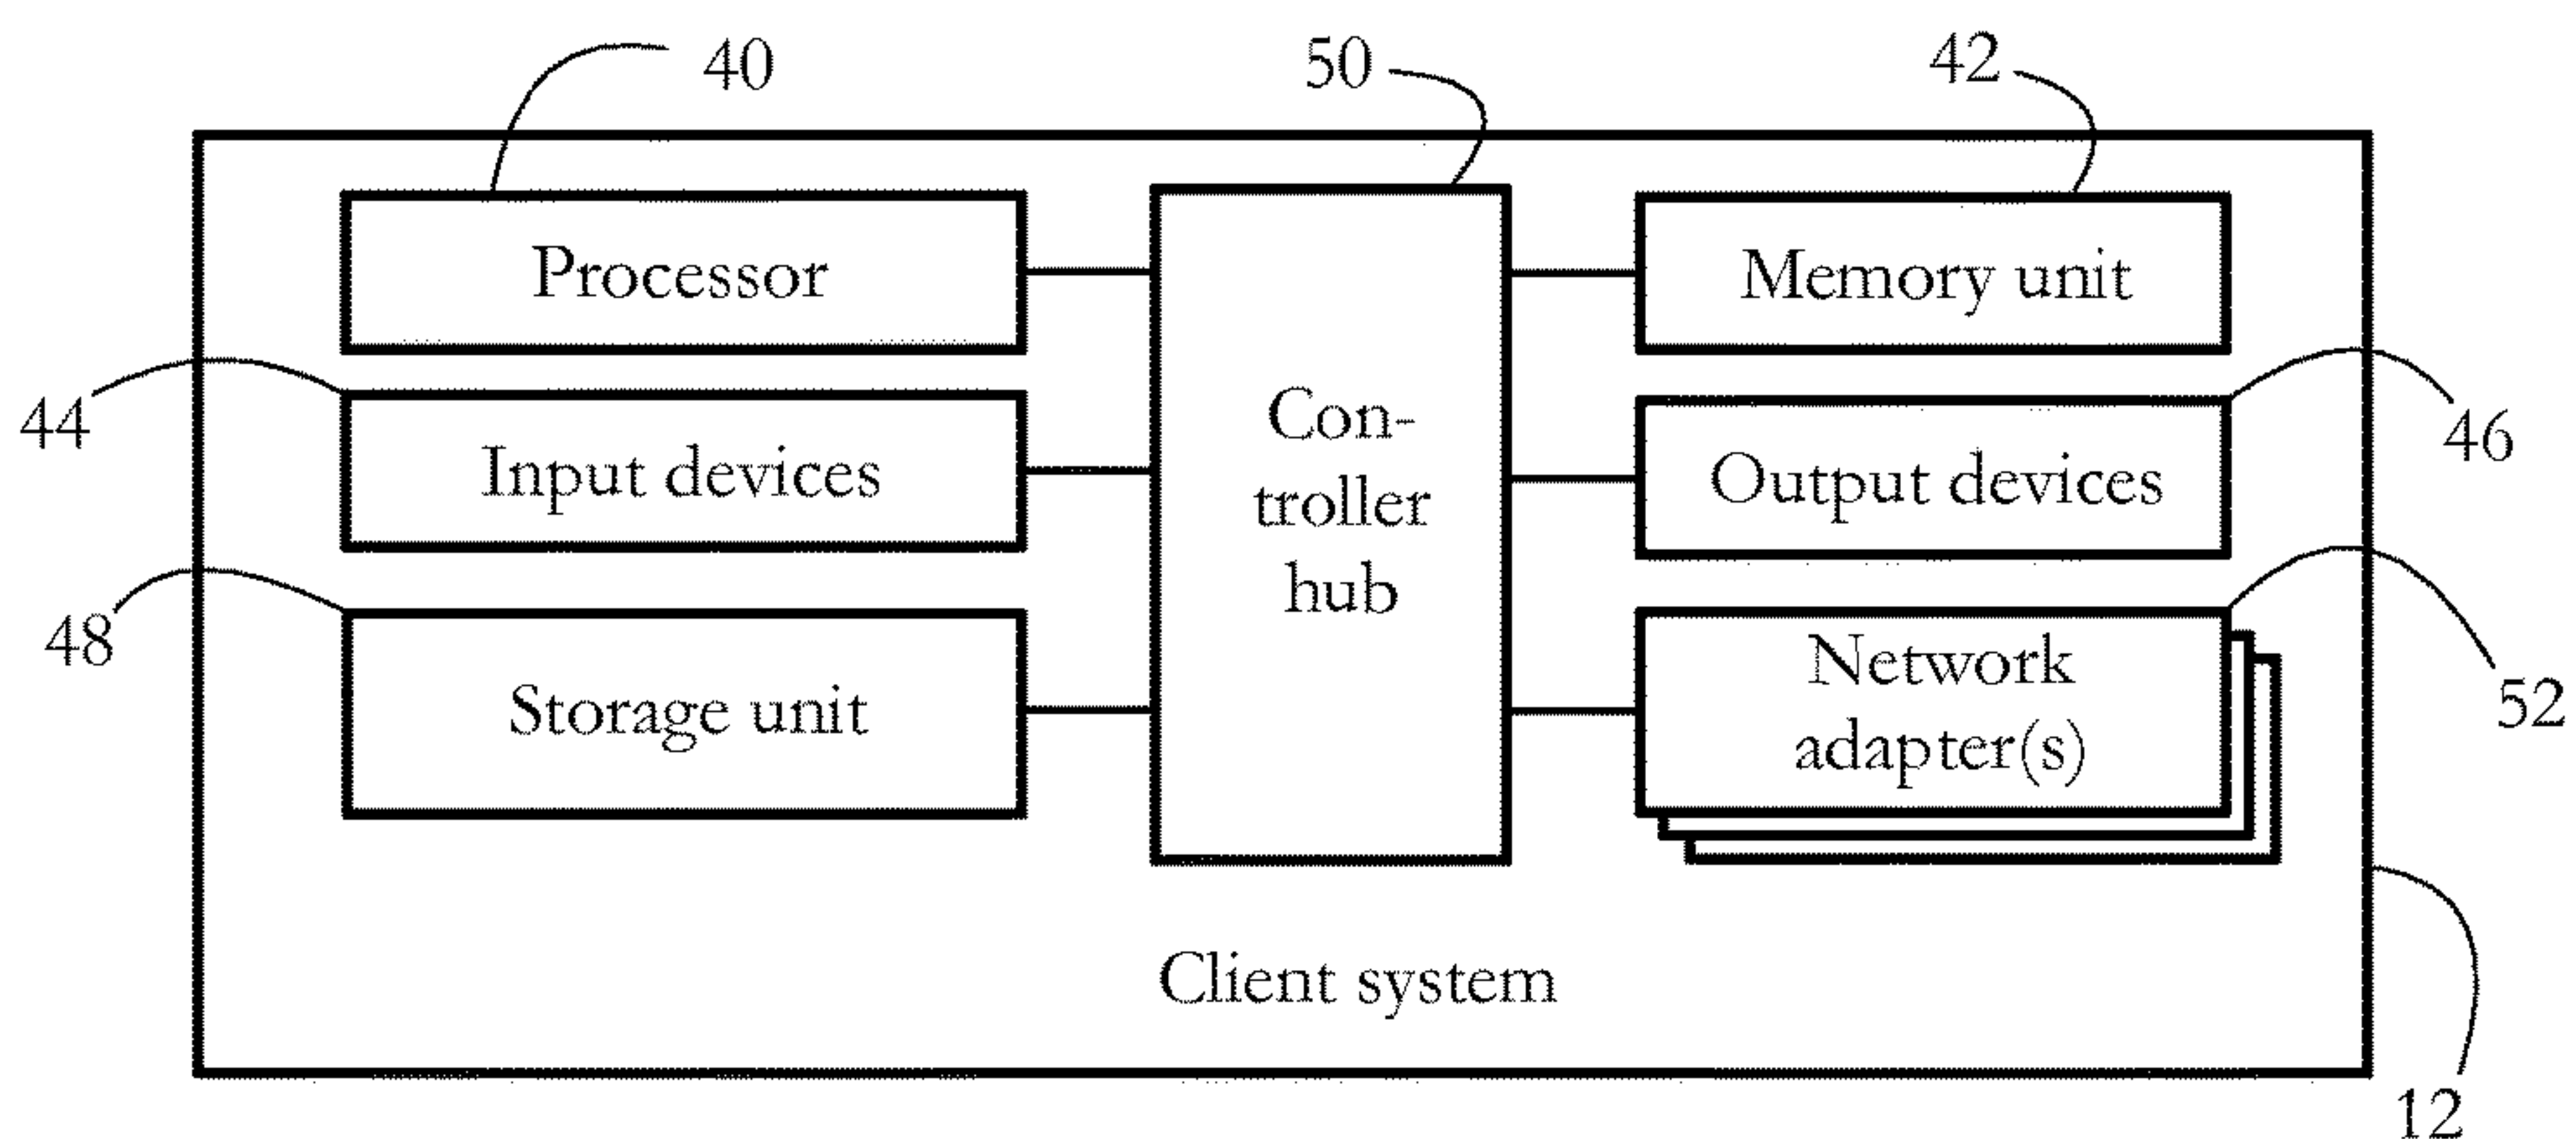 40
50
42
Processor
Memory unit
44
Input devices
Con-
troller
hub
Output devices
46
48
Storage unit
Network
adapter(s)
52
Client system
12